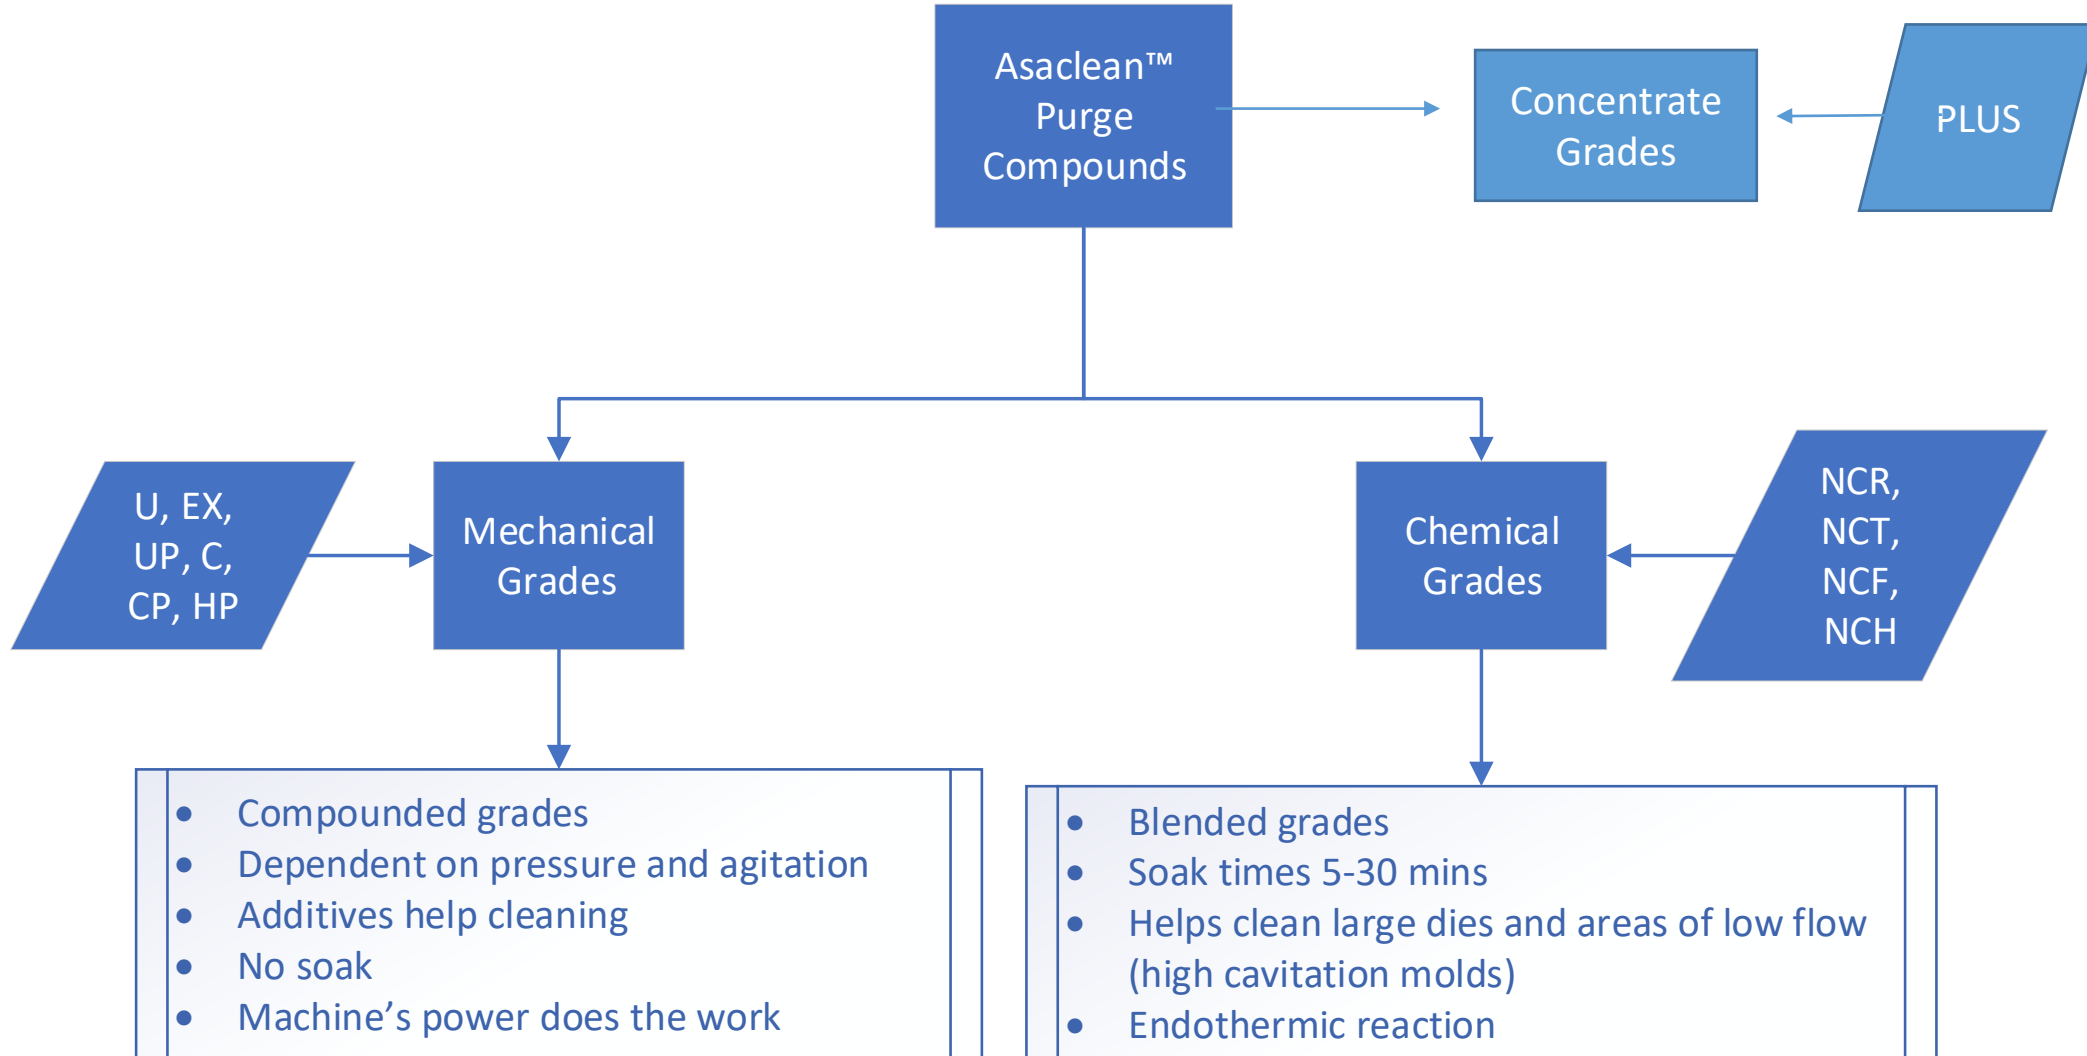 Asaclean™
Purge
Compounds
Concentrate
Grades
PLUS
U, EX,
UP, C,
CP, HP
Mechanical
Grades
Chemical
Grades
NCR,
NCT,
NCF,
NCH
• Compounded grades
• Dependent on pressure and agitation
• Additives help cleaning
• No soak
• Machine’s power does the work
• Blended grades
• Soak times 5-30 mins
• Helps clean large dies and areas of low flow
(high cavitation molds)
• Endothermic reaction